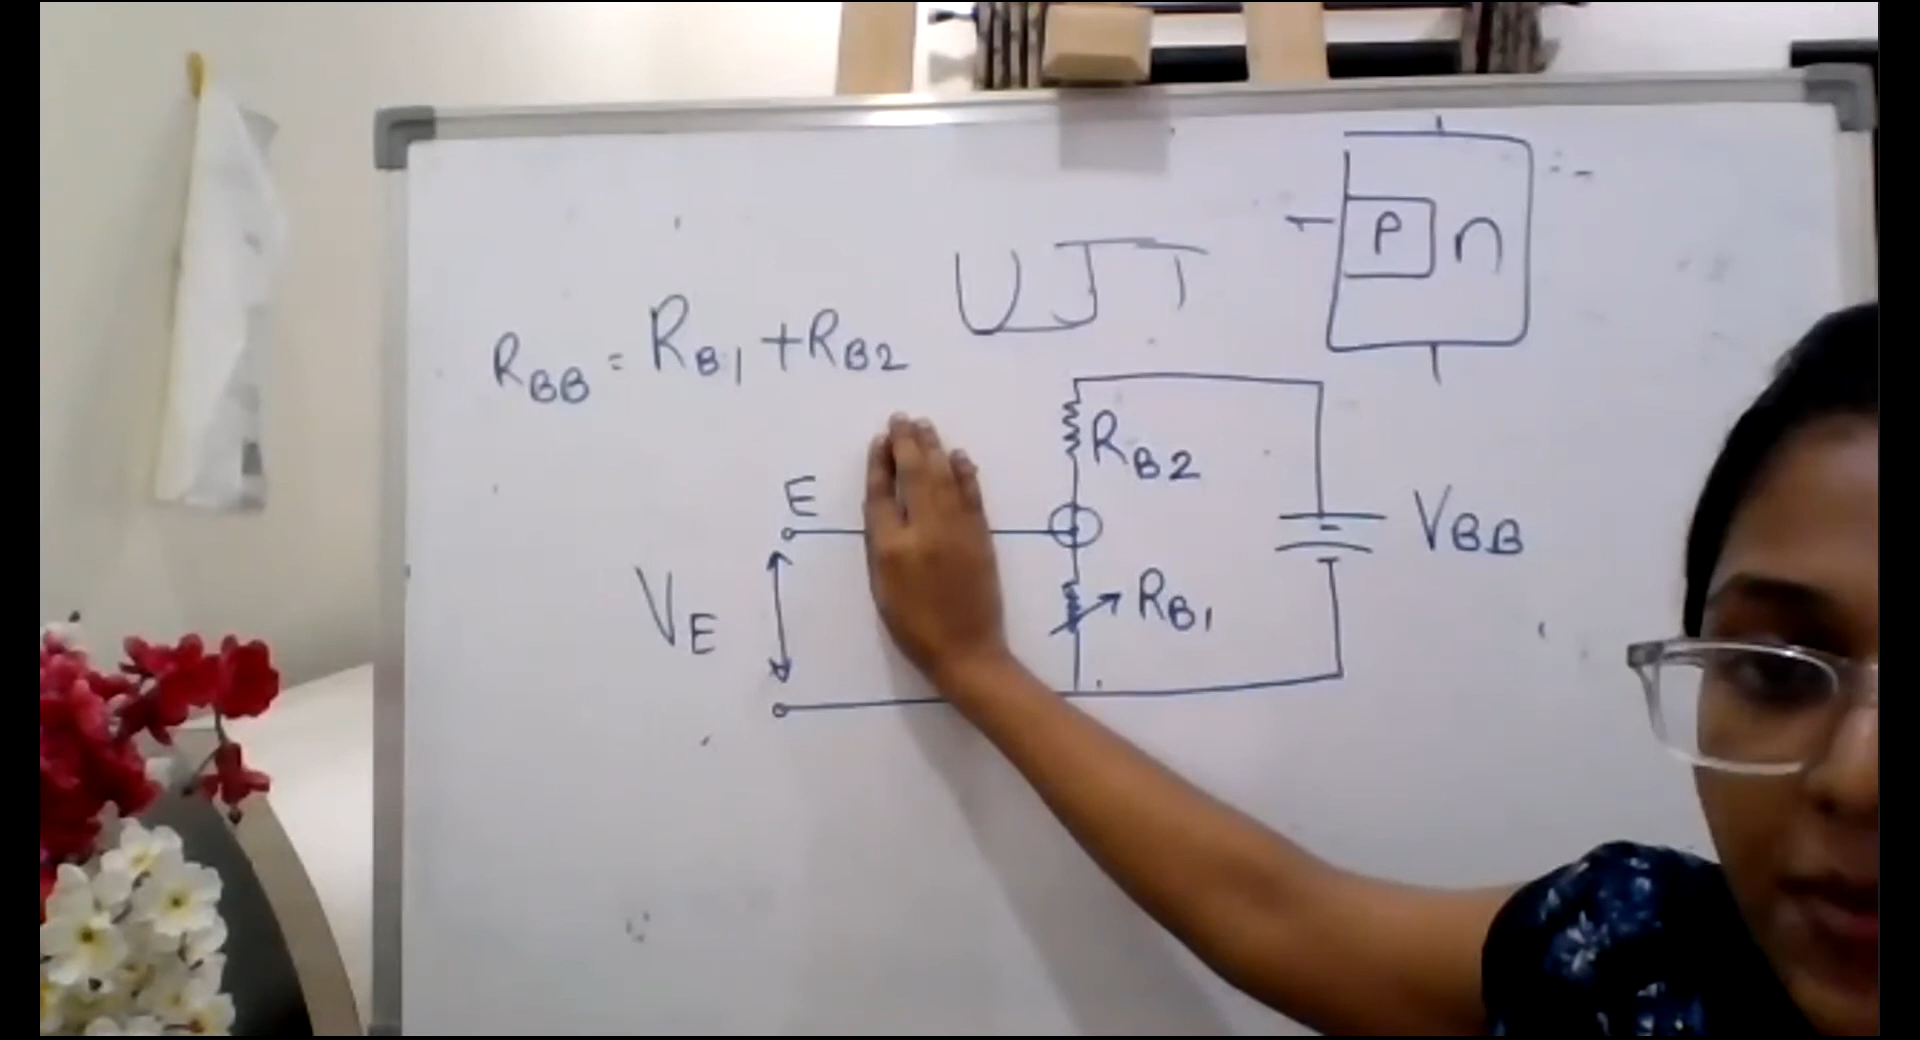 P n
UJT
RBB = RB1 + RB2
RB2
E
VBB
VE
RB1